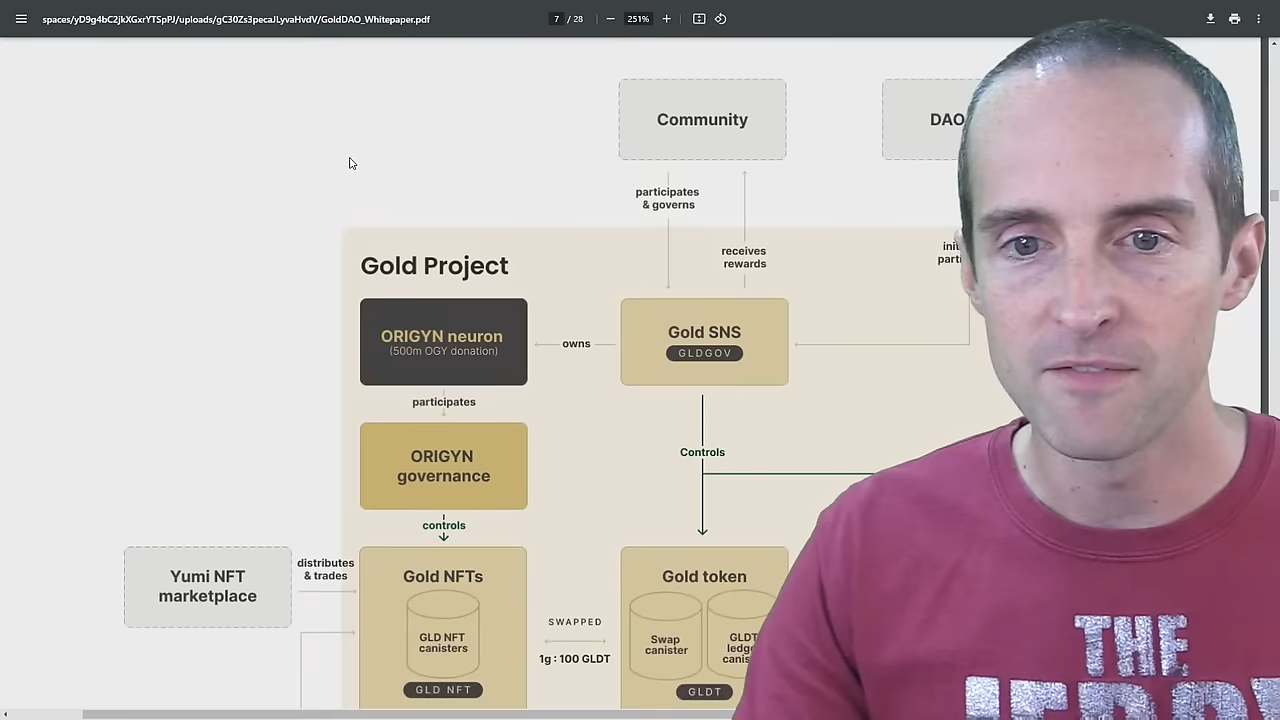 spaces/yD9g4bC2jkXGxrYTSpPJ/uploads/gC30Zs3pecaJLyvaHvdV/GoldDAO_Whitepaper.pdf
7 / 28
251%
Community
DAO
participates
& governs
receives
rewards
Gold Project
ORIGYN neuron
(500m OGY donation)
owns
Gold SNS
GLDGOV
participates
ORIGYN
governance
Controls
controls
Yumi NFT
marketplace
distributes
& trades
Gold NFTs
GLD NFT
canisters
GLD NFT
SWAPPED
1g : 100 GLDT
Gold token
Swap
canister
GLDT
GLDT
THE